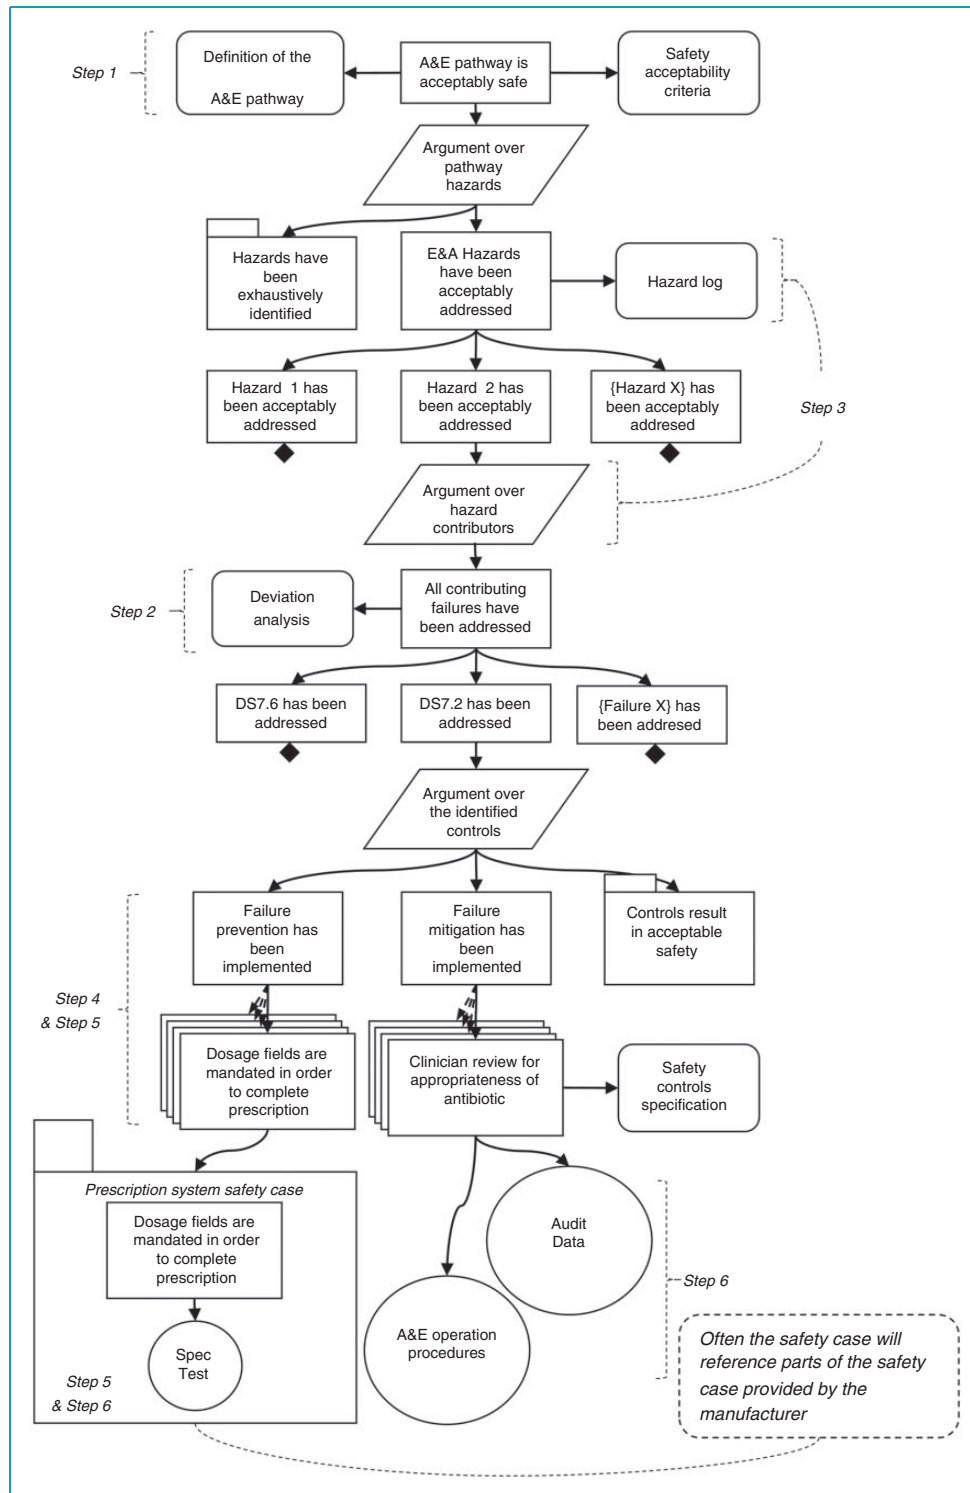 Step 1
Definition of the
A&E pathway
A&E pathway is
acceptably safe
Safety
acceptability
criteria
Argument over
pathway
hazards
Hazards have
been
exhaustively
identified
E&A Hazards
have been
acceptably
addressed
Hazard log
Hazard 1 has
been acceptably
addressed
Hazard 2 has
been acceptably
addressed
{Hazard X} has
been acceptably
addresed
Step 3
Argument over
hazard
contributors
Step 2
Deviation
analysis
All contributing
failures have
been addressed
DS7.6 has been
addressed
DS7.2 has been
addressed
{Failure X} has
been addresed
Argument over
the identified
controls
Failure
prevention has
been
implemented
Failure
mitigation has
been
implemented
Controls result
in acceptable
safety
Step 4
& Step 5
Dosage fields are
mandated in order
to complete
prescription
Clinician review for
appropriateness of
antibiotic
Safety
controls
specification
Prescription system safety case
Dosage fields are
mandated in order
to complete
prescription
Spec
Test
Step 5
& Step 6
A&E operation
procedures
Audit
Data
Step 6
Often the safety case will
reference parts of the safety
case provided by the
manufacturer